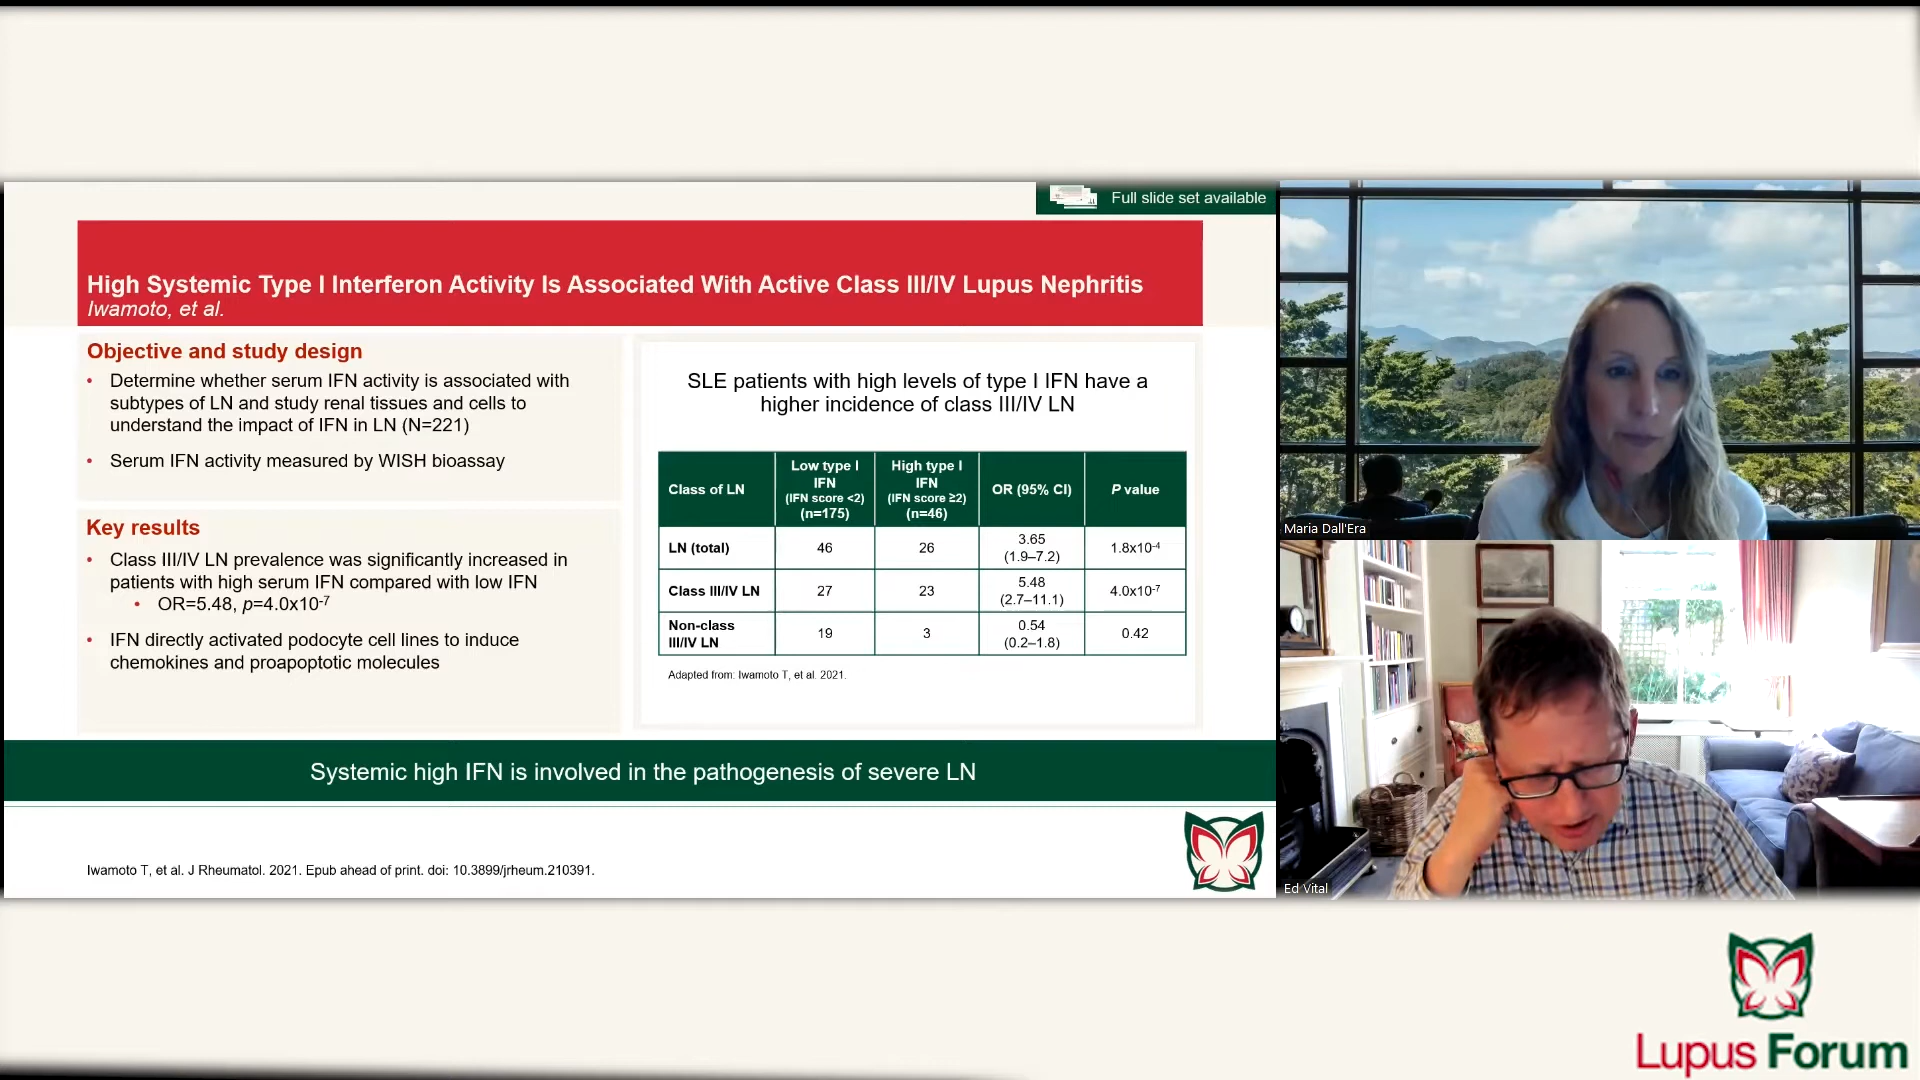 Full slide set available
High Systemic Type I Interferon Activity Is Associated With Active Class III/IV Lupus Nephritis
Iwamoto, et al.
Objective and study design
• Determine whether serum IFN activity is associated with
subtypes of LN and study renal tissues and cells to
understand the impact of IFN in LN (N=221)
• Serum IFN activity measured by WISH bioassay
Key results
• Class III/IV LN prevalence was significantly increased in
patients with high serum IFN compared with low IFN
• OR=5.48, p=4.0x10-7
• IFN directly activated podocyte cell lines to induce
chemokines and proapoptotic molecules
SLE patients with high levels of type I IFN have a
higher incidence of class III/IV LN
Class of LN | Low type I IFN (IFN score <2) (n=175) | High type I IFN (IFN score ≥2) (n=46) | OR (95% CI) | P value
LN (total) | 46 | 26 | 3.65 (1.9–7.2) | 1.8x10-4
Class III/IV LN | 27 | 23 | 5.48 (2.7–11.1) | 4.0x10-7
Non-class III/IV LN | 19 | 3 | 0.54 (0.2–1.8) | 0.42
Adapted from: Iwamoto T, et al. 2021.
Systemic high IFN is involved in the pathogenesis of severe LN
Iwamoto T, et al. J Rheumatol. 2021. Epub ahead of print. doi: 10.3899/jrheum.210391.
Maria Dall'Era
Ed Vital
Lupus Forum